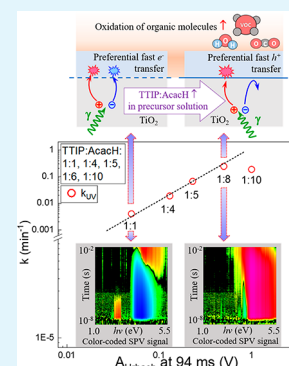 Oxidation of organic molecules ↑
VOC
H O H
O C O
Preferential fast e⁻ transfer
Preferential fast h⁺ transfer
TTIP:AcacH ↑
in precursor solution
γ
TiO₂
γ
TiO₂
TTIP:AcacH:
1:1, 1:4, 1:5,
1:6, 1:10
k_UV
k (min⁻¹)
1
0.1
0.01
0.001
1E-5
1:1
1:4
1:5
1:8
1:10
Time (s)
10⁻²
10⁻⁸
1.0 hν (eV) 5.5
Color-coded SPV signal
Time (s)
10⁻²
10⁻⁸
1.0 hν (eV) 5.5
Color-coded SPV signal
0.01
0.1
1
at 94 ms (V)